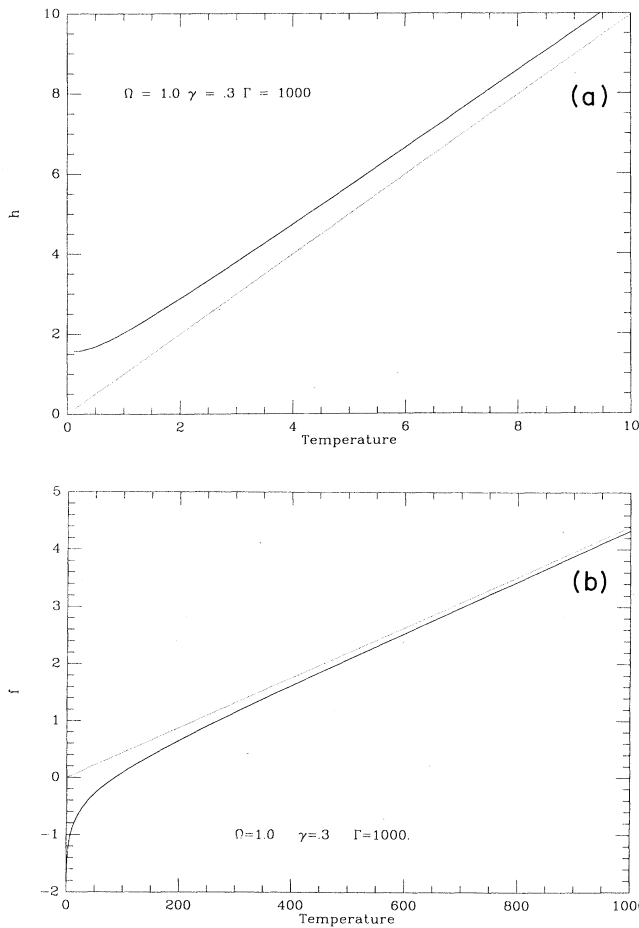 10
8
6
4
2
0
h
Ω = 1.0 γ = .3 Γ = 1000
(a)
0 2 4 6 8 10
Temperature
5
4
3
2
1
0
-1
-2
f
(b)
Ω=1.0 γ=.3 Γ=1000.
0 200 400 600 800 100
Temperature